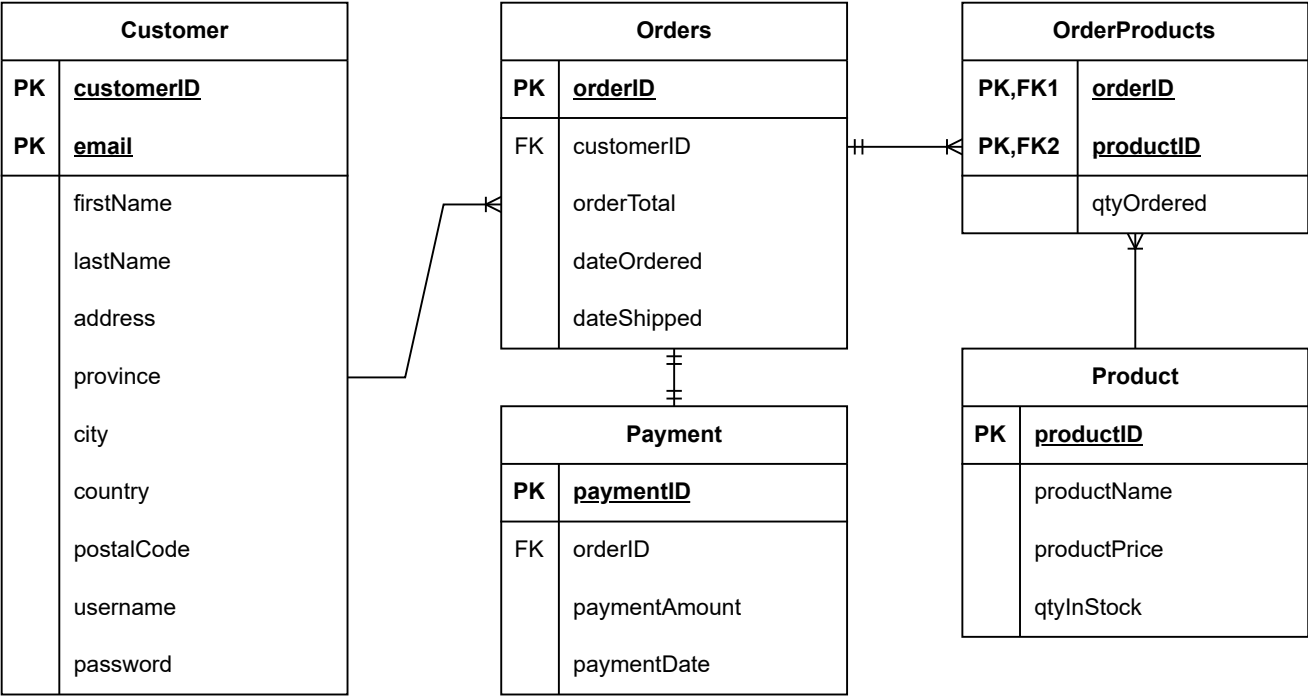 Customer
PK customerID
PK email
firstName
lastName
address
province
city
country
postalCode
username
password
Orders
PK orderID
FK customerID
orderTotal
dateOrdered
dateShipped
Payment
PK paymentID
FK orderID
paymentAmount
paymentDate
OrderProducts
PK,FK1 orderID
PK,FK2 productID
qtyOrdered
Product
PK productID
productName
productPrice
qtyInStock